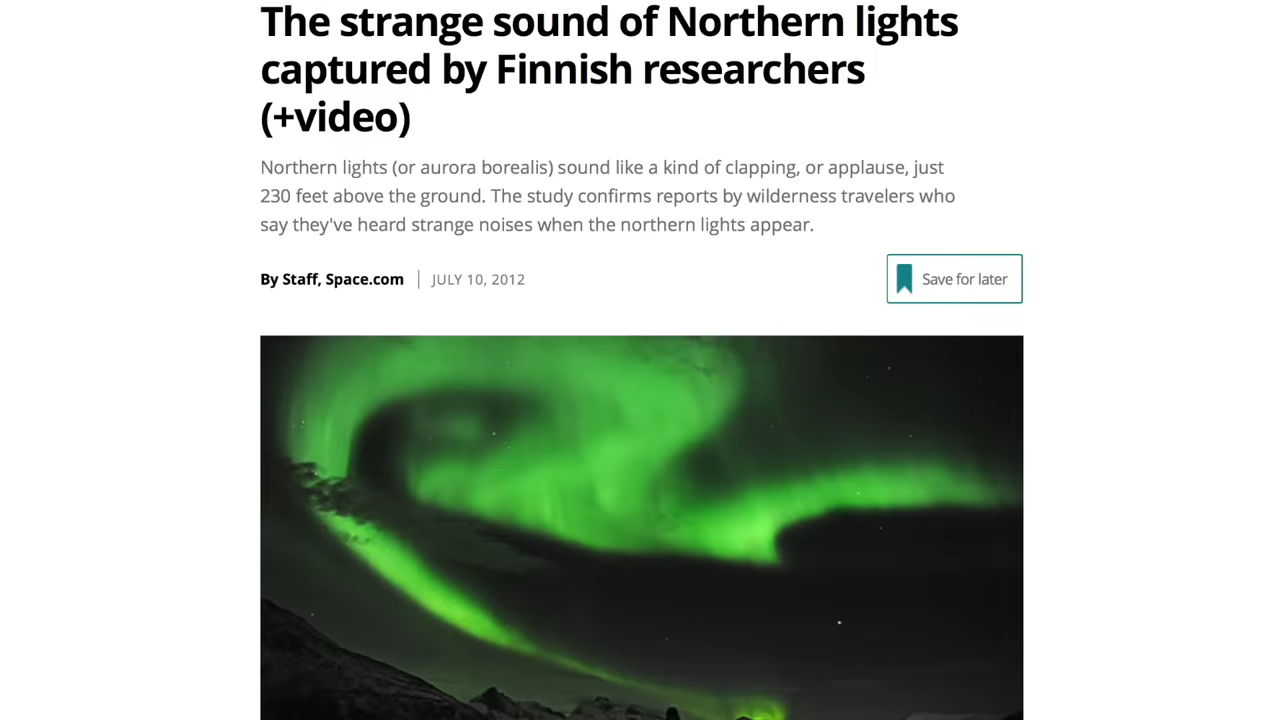 The strange sound of Northern lights
captured by Finnish researchers
(+video)
Northern lights (or aurora borealis) sound like a kind of clapping, or applause, just
230 feet above the ground. The study confirms reports by wilderness travelers who
say they've heard strange noises when the northern lights appear.
By Staff, Space.com | JULY 10, 2012
Save for later